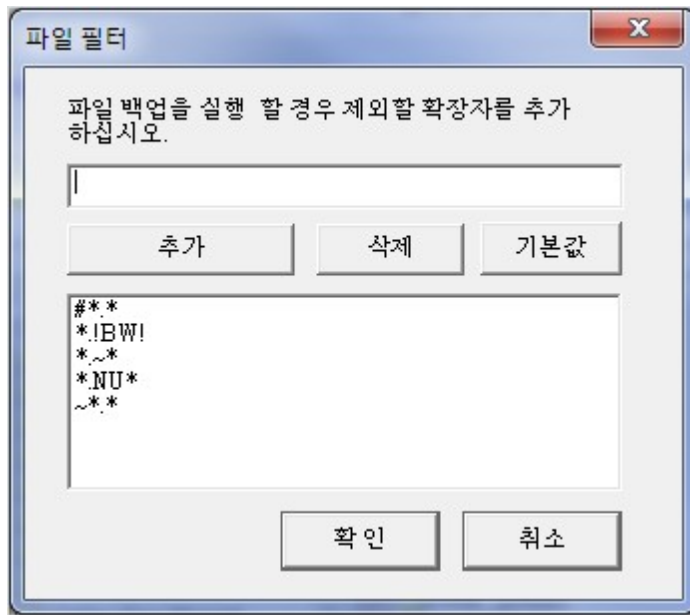 파일 필터
파일 백업을 실행 할 경우 제외할 확장자를 추가
하십시오.
추가 삭제 기본값
#*.*
*.!BW!
*.~*
*.NU*
~*.*
확인 취소